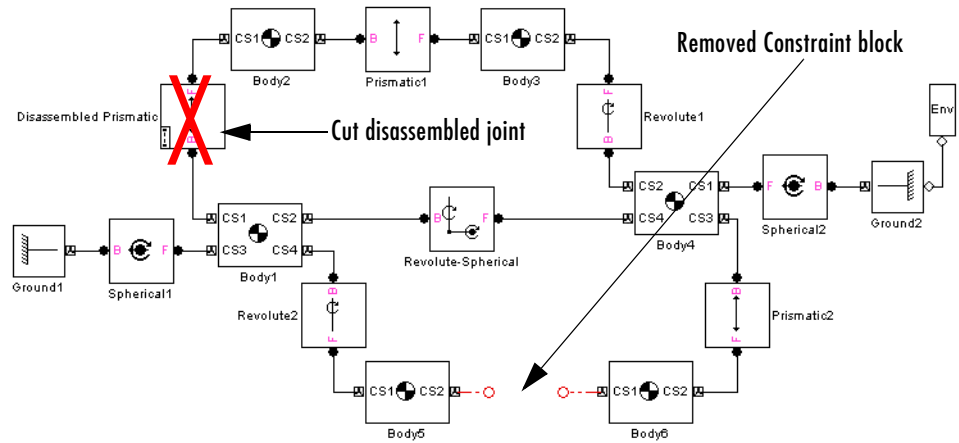 CS1 CS2
Body2
B F
Prismatic1
CS1 CS2
Body3
Removed Constraint block
Disassembled Prismatic
F
B
Cut disassembled joint
F
B
Revolute1
Env
CS1 CS2
CS3 CS4
Body1
B F
Revolute-Spherical
CS2 CS1
CS4 CS3
Body4
F B
Spherical2
Ground2
Ground1
B F
Spherical1
Revolute2
B
F
B
F
Prismatic2
CS1 CS2
Body5
CS1 CS2
Body6